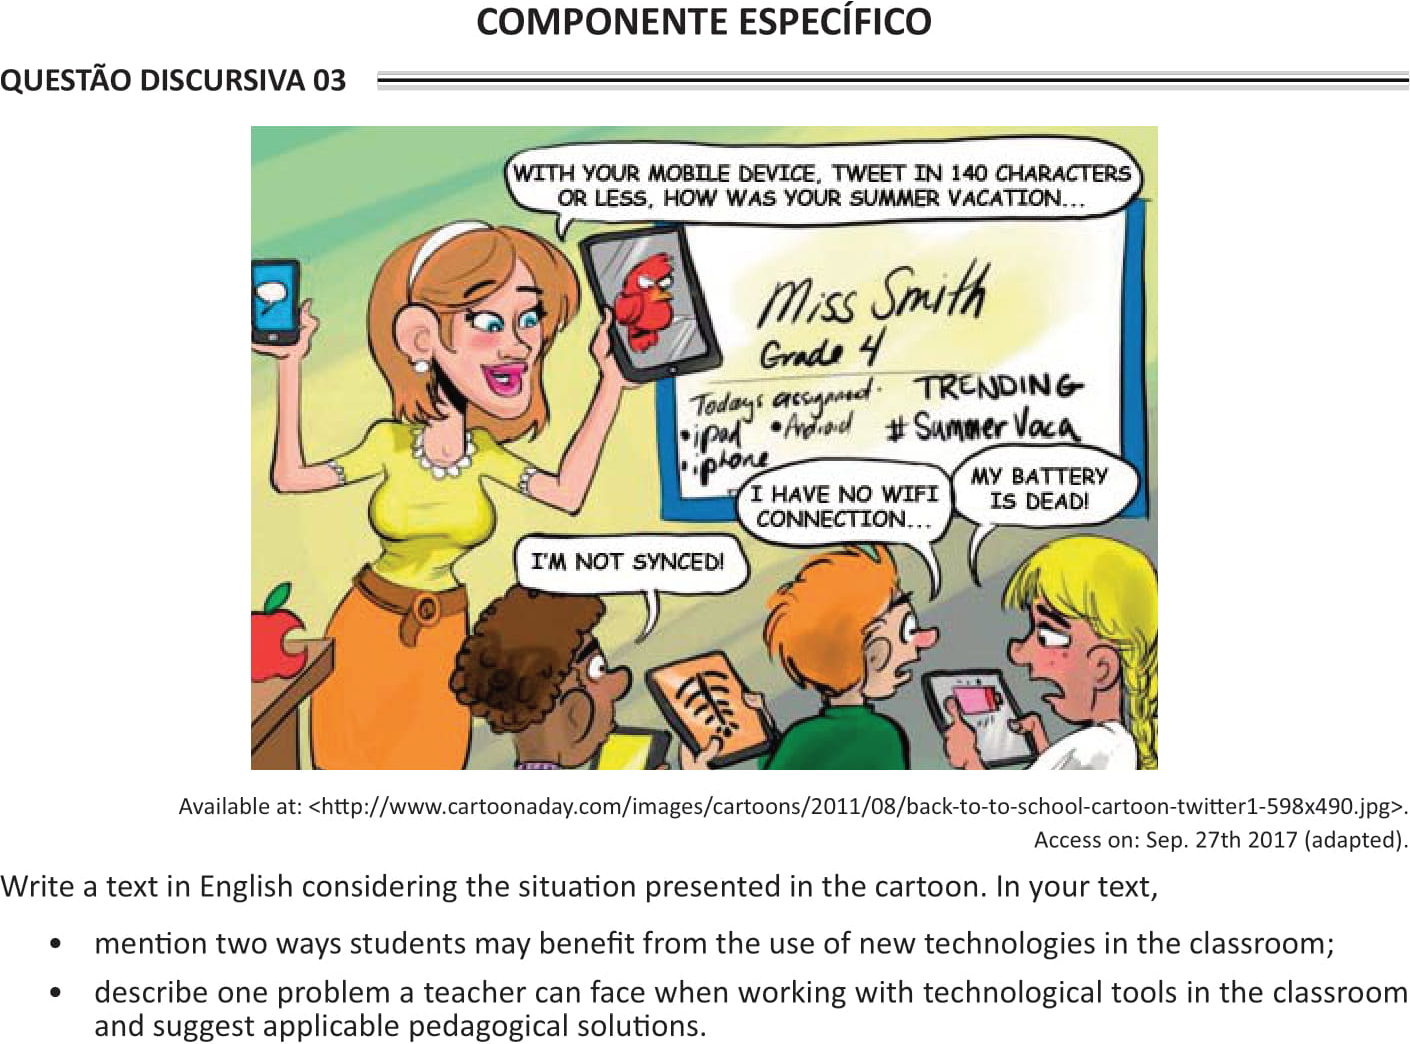 COMPONENTE ESPECÍFICO
QUESTÃO DISCURSIVA 03
WITH YOUR MOBILE DEVICE, TWEET IN 140 CHARACTERS
OR LESS, HOW WAS YOUR SUMMER VACATION...
Miss Smith
Grade 4
Todays assignment.
TRENDING
•ipad
•Android
# Summer Vaca
•iphone
I HAVE NO WIFI
CONNECTION...
MY BATTERY
IS DEAD!
I'M NOT SYNCED!
Available at: <http://www.cartoonaday.com/images/cartoons/2011/08/back-to-to-school-cartoon-twitter1-598x490.jpg>.
Access on: Sep. 27th 2017 (adapted).
Write a text in English considering the situation presented in the cartoon. In your text,
• mention two ways students may benefit from the use of new technologies in the classroom;
• describe one problem a teacher can face when working with technological tools in the classroom
and suggest applicable pedagogical solutions.